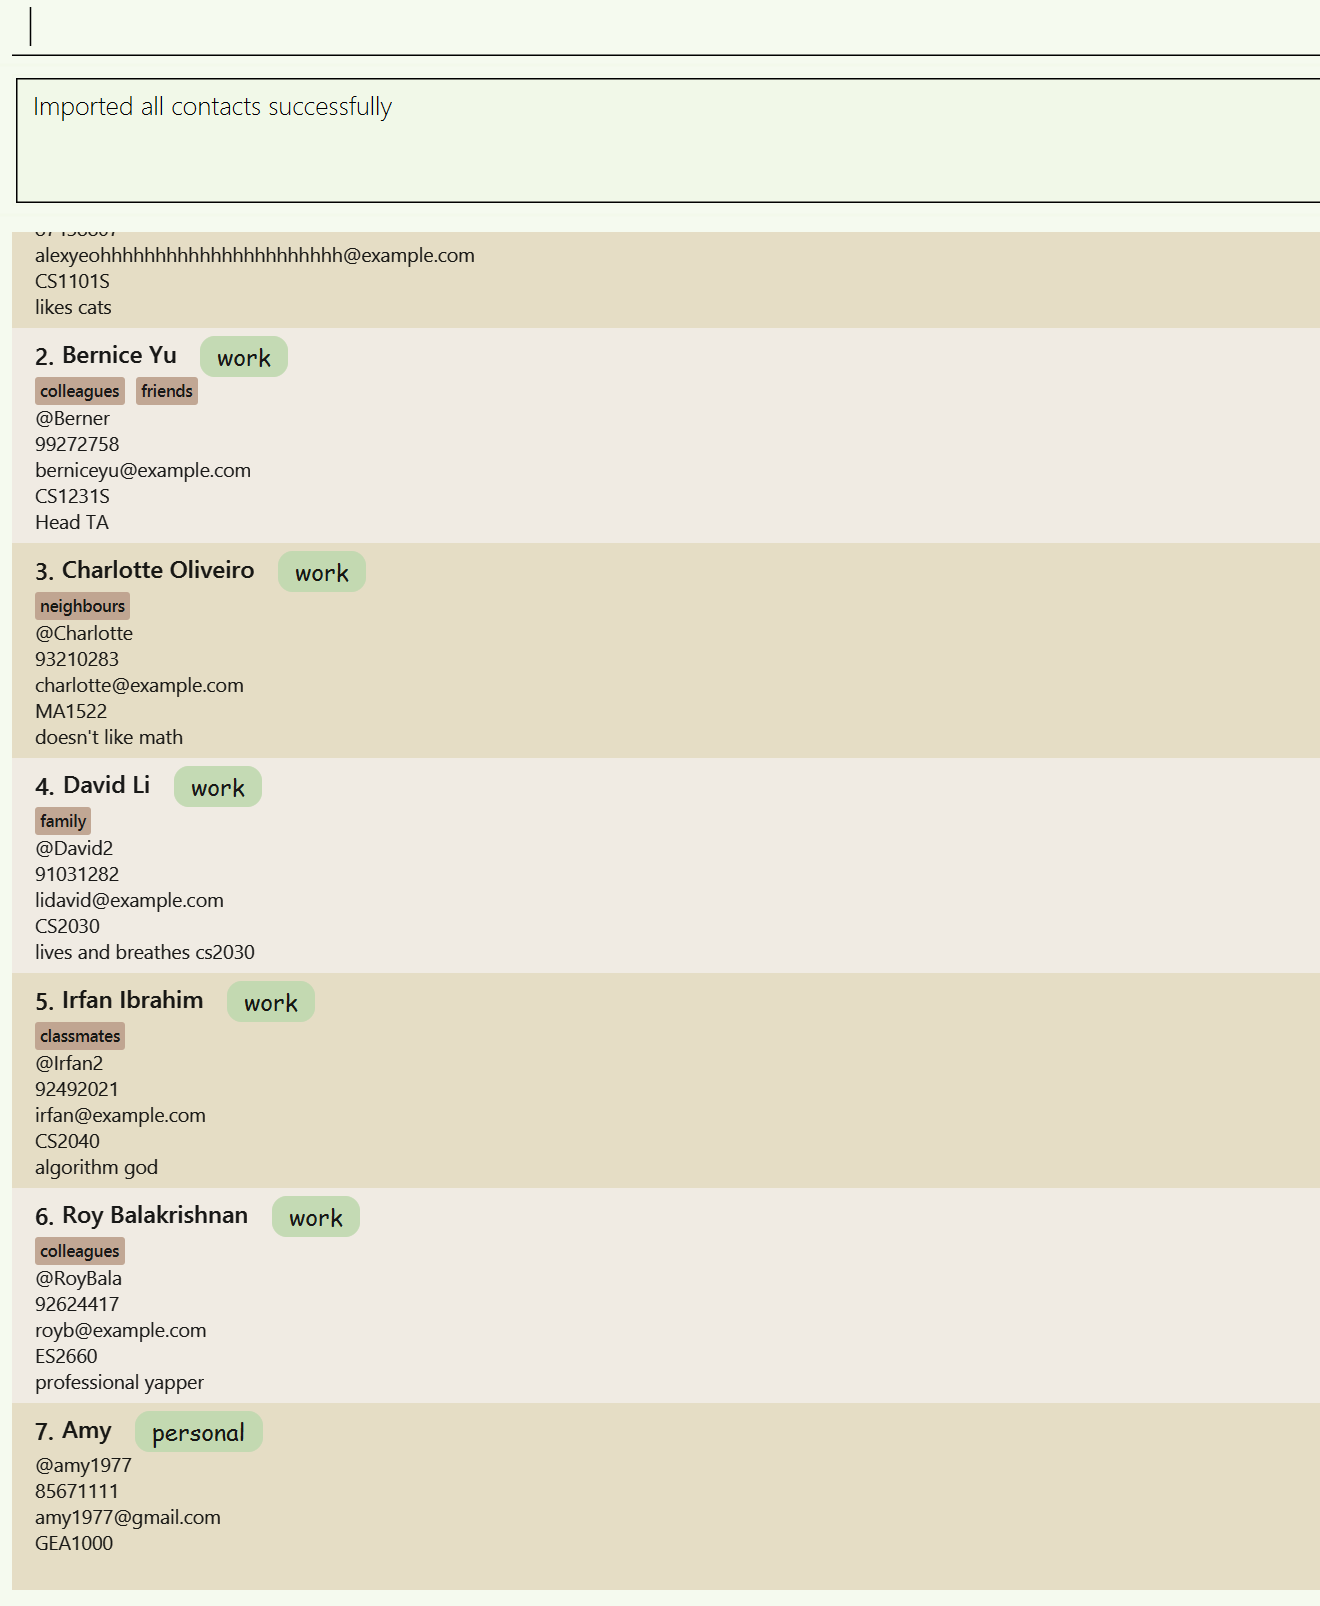 Imported all contacts successfully
alexyeohhhhhhhhhhhhhhhhhhhhhh@example.com
CS1101S
likes cats
2. Bernice Yu work
colleagues friends
@Berner
99272758
berniceyu@example.com
CS1231S
Head TA
3. Charlotte Oliveiro work
neighbours
@Charlotte
93210283
charlotte@example.com
MA1522
doesn't like math
4. David Li work
family
@David2
91031282
lidavid@example.com
CS2030
lives and breathes cs2030
5. Irfan Ibrahim work
classmates
@Irfan2
92492021
irfan@example.com
CS2040
algorithm god
6. Roy Balakrishnan work
colleagues
@RoyBala
92624417
royb@example.com
ES2660
professional yapper
7. Amy personal
@amy1977
85671111
amy1977@gmail.com
GEA1000